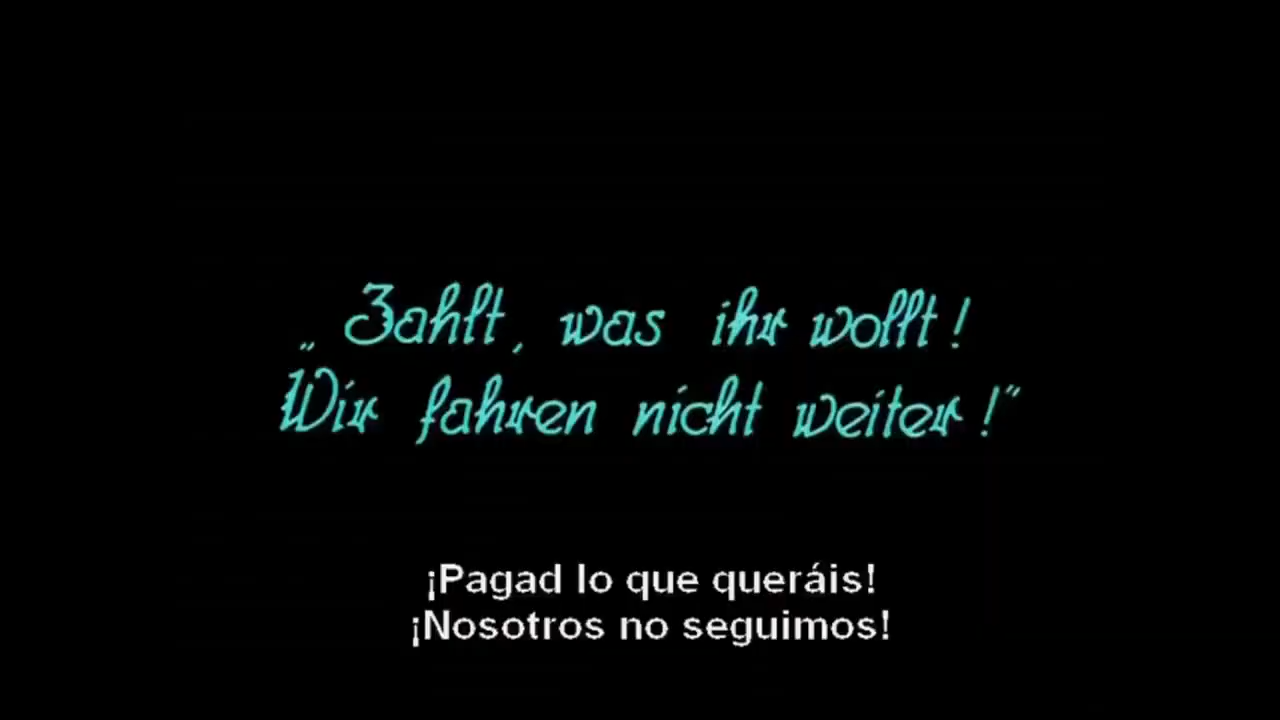 „Zahlt, was ihr wollt!
Wir fahren nicht weiter!”
¡Pagad lo que queráis!
¡Nosotros no seguimos!